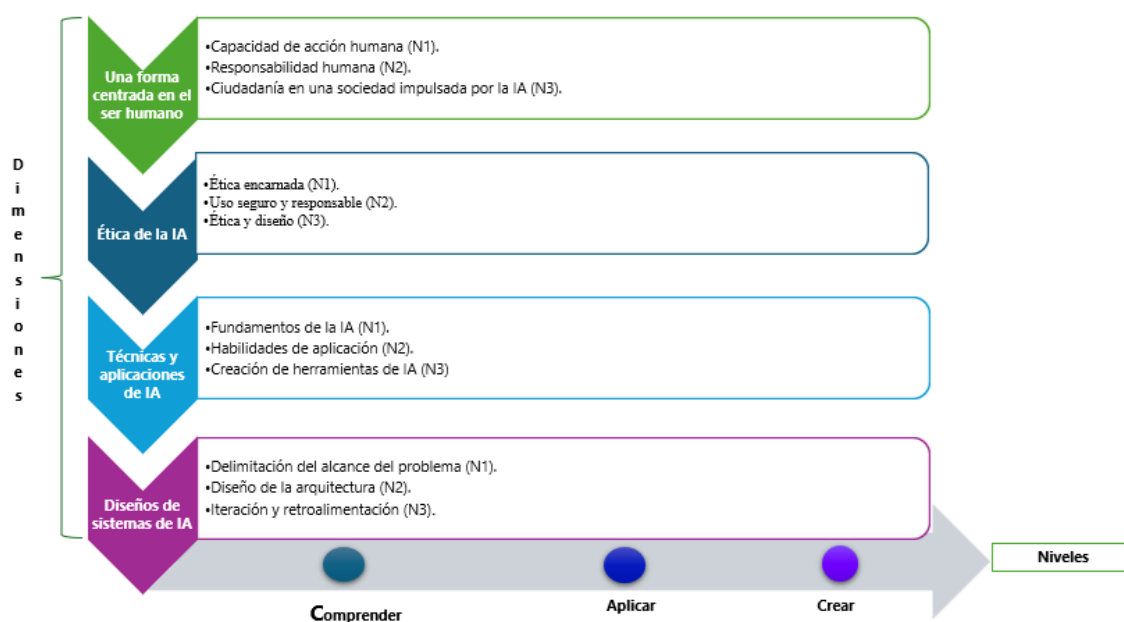 Dimensiones
Una forma
centrada en el
ser humano
•Capacidad de acción humana (N1).
•Responsabilidad humana (N2).
•Ciudadanía en una sociedad impulsada por la IA (N3).
Ética de la IA
•Ética encarnada (N1).
•Uso seguro y responsable (N2).
•Ética y diseño (N3).
Técnicas y
aplicaciones
de IA
•Fundamentos de la IA (N1).
•Habilidades de aplicación (N2).
•Creación de herramientas de IA (N3)
Diseños de
sistemas de IA
•Delimitación del alcance del problema (N1).
•Diseño de la arquitectura (N2).
•Iteración y retroalimentación (N3).
Niveles
Comprender
Aplicar
Crear